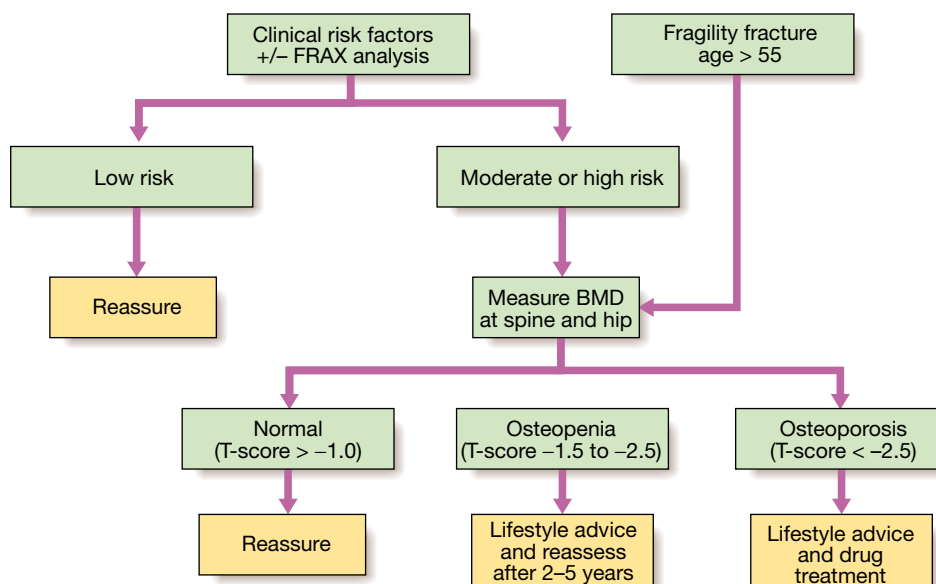 Clinical risk factors
+/– FRAX analysis
Fragility fracture
age > 55
Low risk
Moderate or high risk
Reassure
Measure BMD
at spine and hip
Normal
(T-score > –1.0)
Osteopenia
(T-score –1.5 to –2.5)
Osteoporosis
(T-score < –2.5)
Reassure
Lifestyle advice
and reassess
after 2–5 years
Lifestyle advice
and drug
treatment